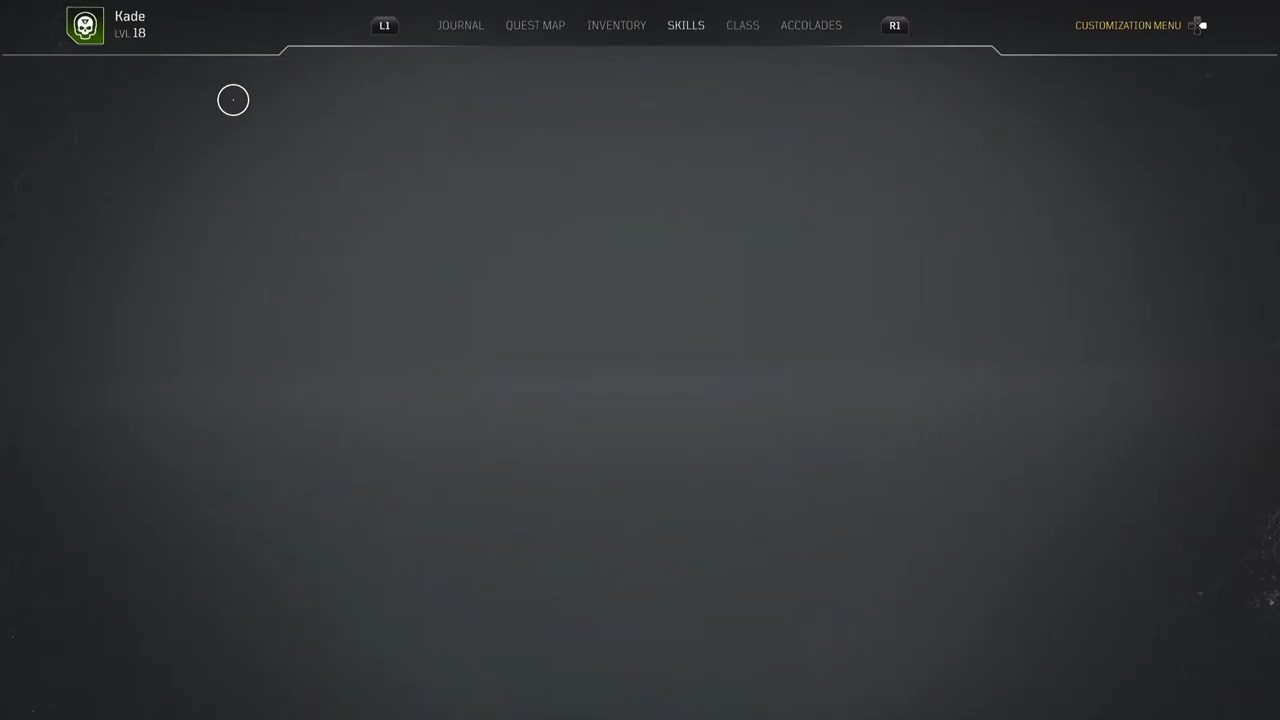 Kade
LVL 18
L1 JOURNAL QUEST MAP INVENTORY SKILLS CLASS ACCOLADES R1
CUSTOMIZATION MENU